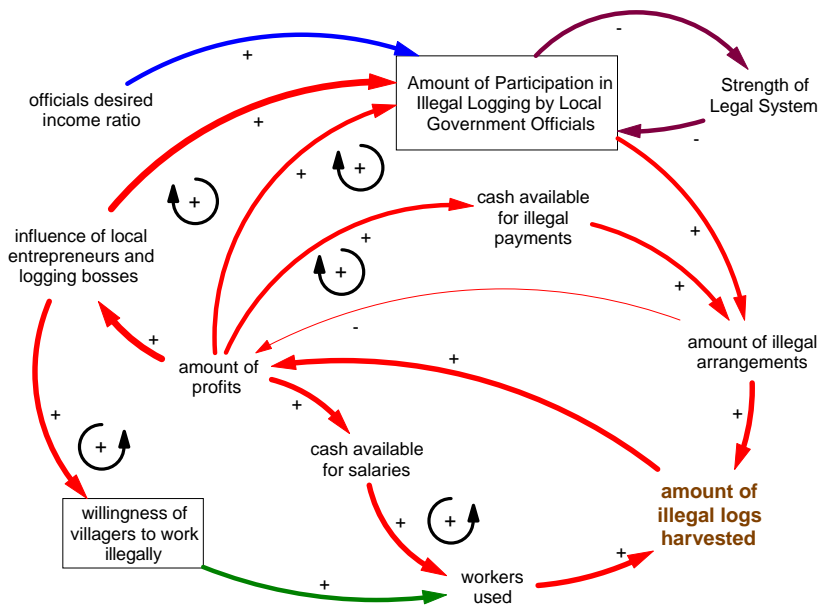 -
+
officials desired
income ratio
Amount of Participation in
Illegal Logging by Local
Government Officials
Strength of
Legal System
+
-
+
+
+
cash available
for illegal
payments
+
influence of local
entrepreneurs and
logging bosses
+
+
+
+
-
amount of
profits
+
+
amount of illegal
arrangements
+
+
+
cash available
for salaries
+
+
willingness of
villagers to work
illegally
+
+
amount of
illegal logs
harvested
+
+
workers
used